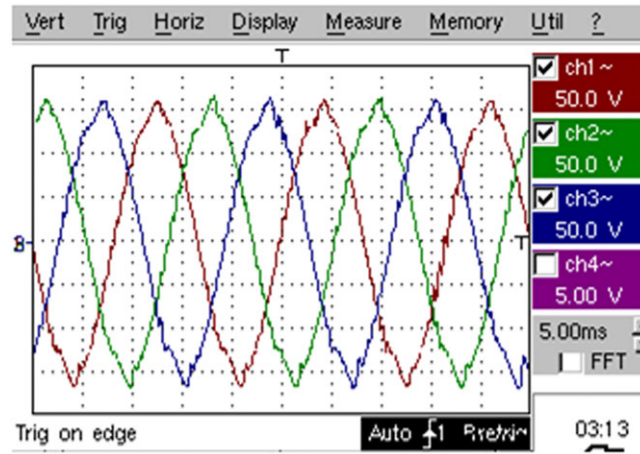 Vert Trig Horiz Display Measure Memory Util ?
T
ch1~
50.0 V
ch2~
50.0 V
ch3~
50.0 V
T
ch4~
5.00 V
5.00ms
FFT
Trig on edge
Auto 1
03:13